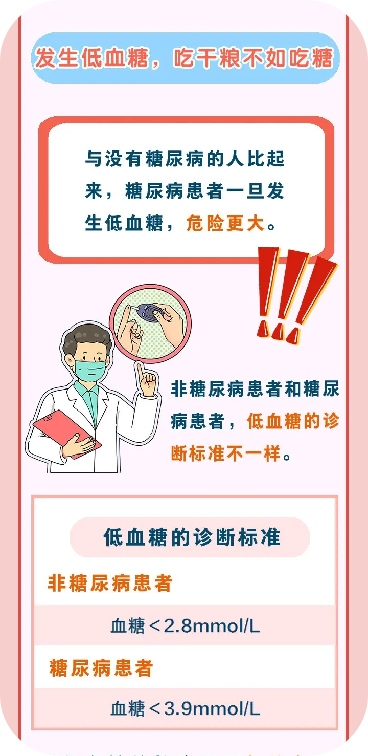 发生低血糖，吃干粮不如吃糖
与没有糖尿病的人比起
来，糖尿病患者一旦发
生低血糖，危险更大。
非糖尿病患者和糖尿
病患者，低血糖的诊
断标准不一样。
低血糖的诊断标准
非糖尿病患者
血糖＜2.8mmol/L
糖尿病患者
血糖＜3.9mmol/L